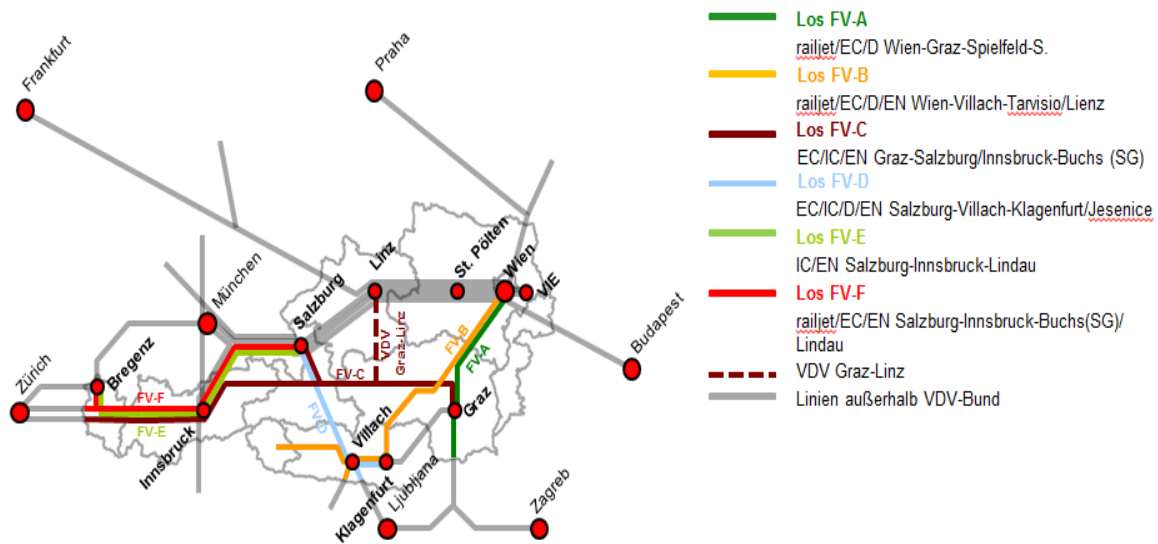 Frankfurt
Praha
München
Salzburg
Linz
St. Pölten
Wien
VIE
Budapest
VDV
Graz-Linz
FV-B
FV-A
Zürich
Bregenz
FV-F
FV-E
Innsbruck
FV-C
FV-D
Villach
Graz
Klagenfurt
Ljubljana
Zagreb
Los FV-A
railjet/EC/D Wien-Graz-Spielfeld-S.
Los FV-B
railjet/EC/D/EN Wien-Villach-Tarvisio/Lienz
Los FV-C
EC/IC/EN Graz-Salzburg/Innsbruck-Buchs (SG)
Los FV-D
EC/IC/D/EN Salzburg-Villach-Klagenfurt/Jesenice
Los FV-E
IC/EN Salzburg-Innsbruck-Lindau
Los FV-F
railjet/EC/EN Salzburg-Innsbruck-Buchs(SG)/
Lindau
VDV Graz-Linz
Linien außerhalb VDV-Bund